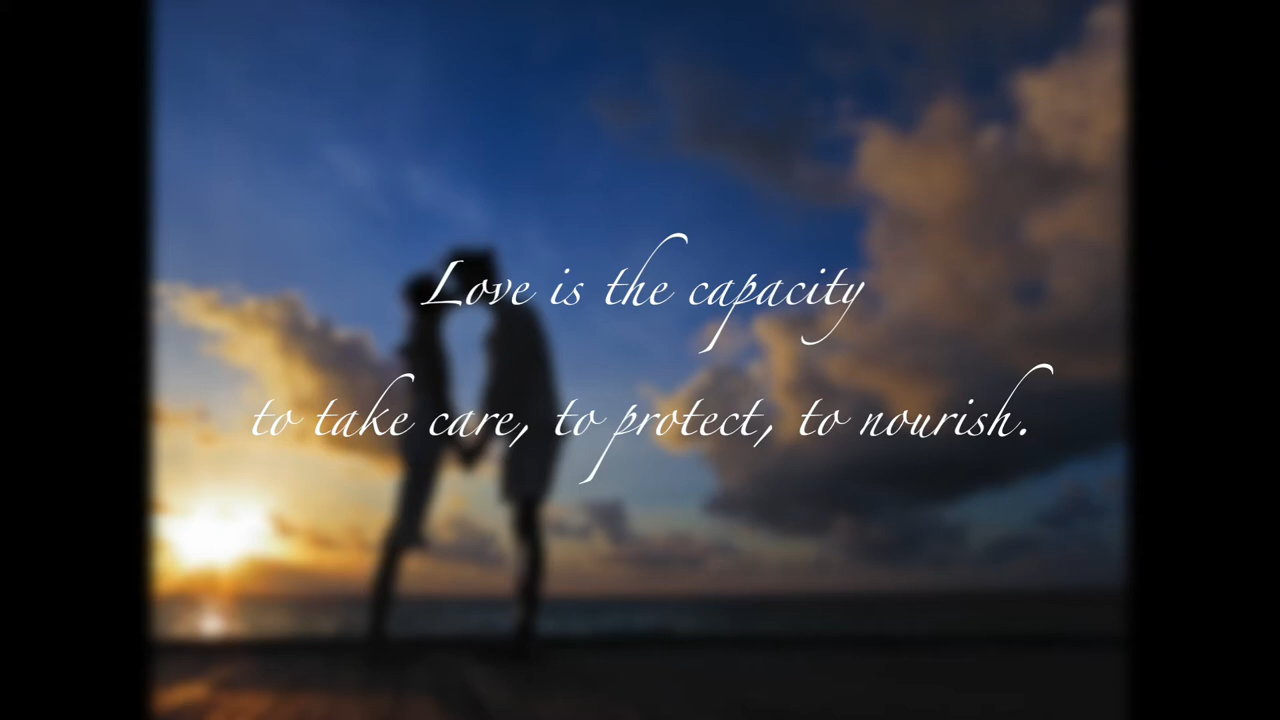 Love is the capacity
to take care, to protect, to nourish.